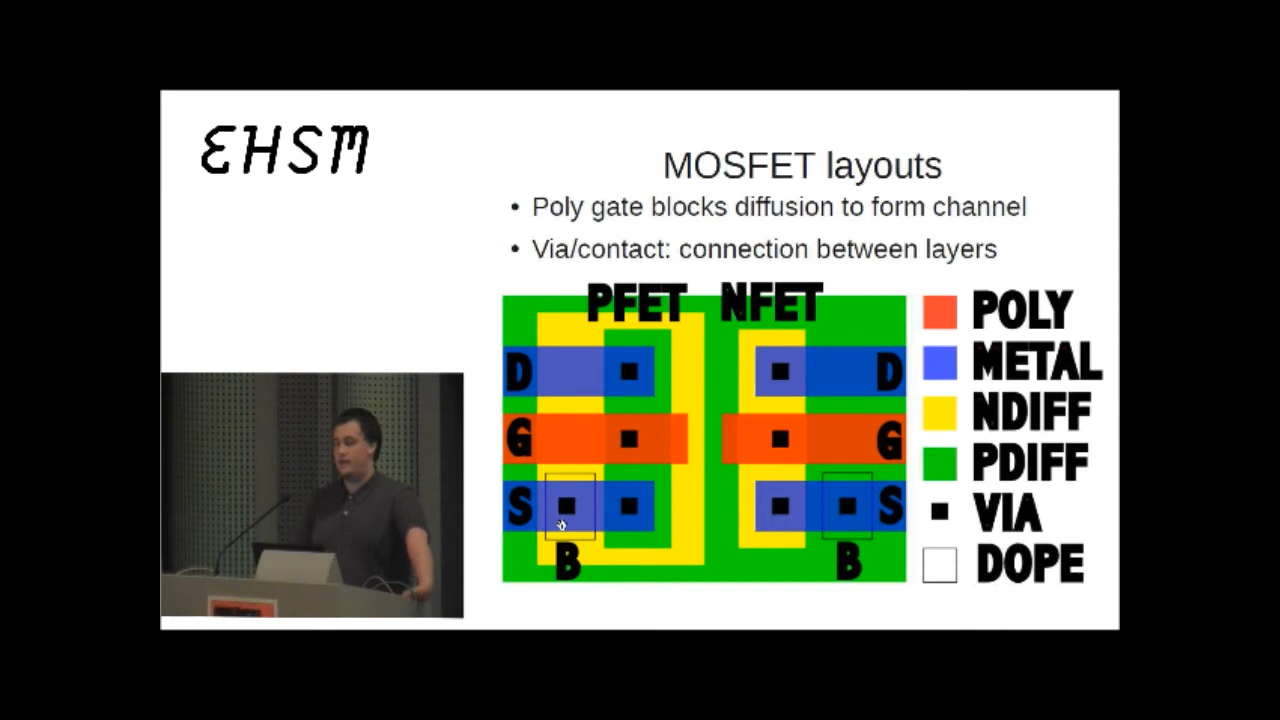 EHSM
MOSFET layouts
• Poly gate blocks diffusion to form channel
• Via/contact: connection between layers
PFET NFET
D D
G G
S S
B B
POLY
METAL
NDIFF
PDIFF
VIA
DOPE